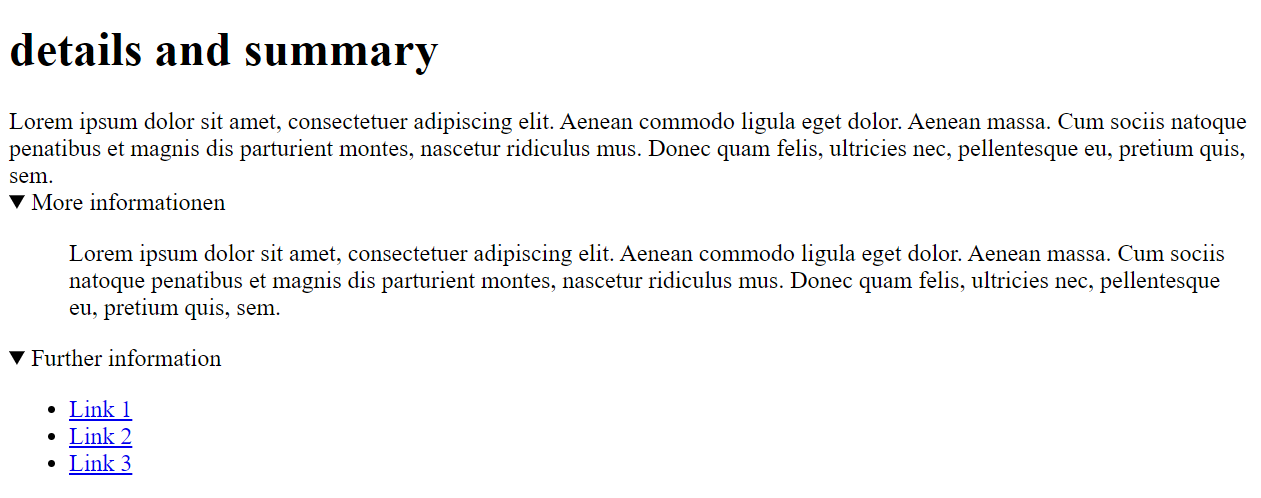 details and summary
Lorem ipsum dolor sit amet, consectetuer adipiscing elit. Aenean commodo ligula eget dolor. Aenean massa. Cum sociis natoque
penatibus et magnis dis parturient montes, nascetur ridiculus mus. Donec quam felis, ultricies nec, pellentesque eu, pretium quis,
sem.
More informationen
Lorem ipsum dolor sit amet, consectetuer adipiscing elit. Aenean commodo ligula eget dolor. Aenean massa. Cum sociis
natoque penatibus et magnis dis parturient montes, nascetur ridiculus mus. Donec quam felis, ultricies nec, pellentesque
eu, pretium quis, sem.
Further information
Link 1
Link 2
Link 3